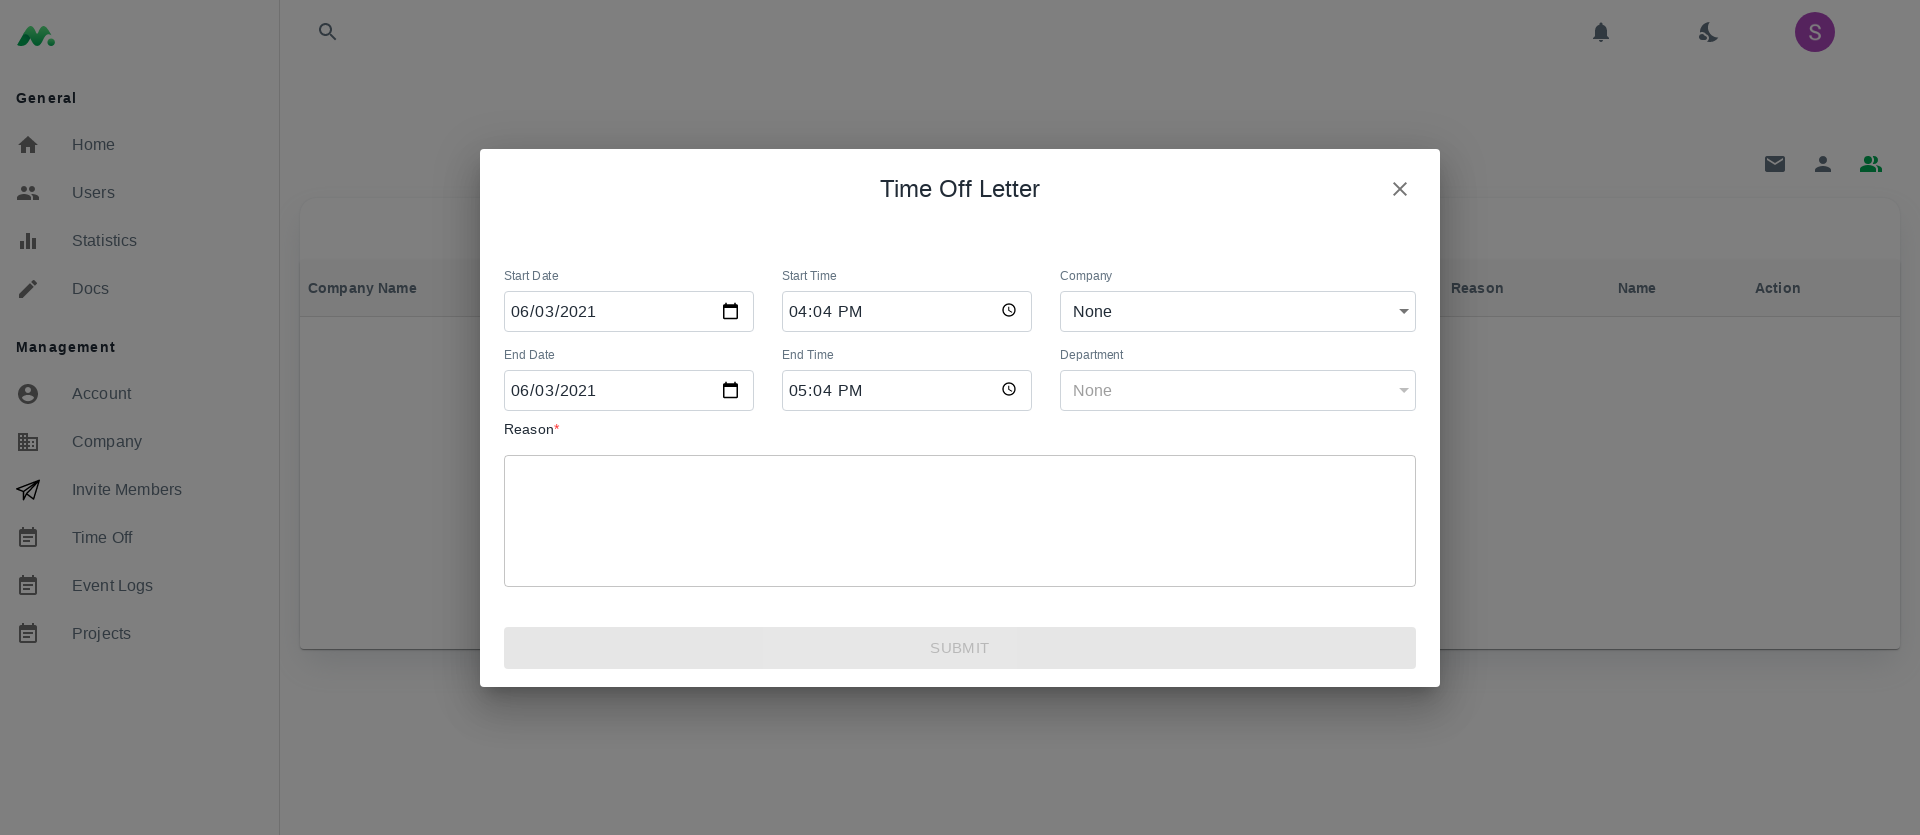 S
General
Home
Users
Statistics
Docs
Management
Account
Company
Invite Members
Time Off
Event Logs
Projects
Company Name
Reason
Name
Action
Time Off Letter
Start Date
Start Time
Company
06/03/2021
04:04 PM
None
End Date
End Time
Department
06/03/2021
05:04 PM
None
Reason*
SUBMIT